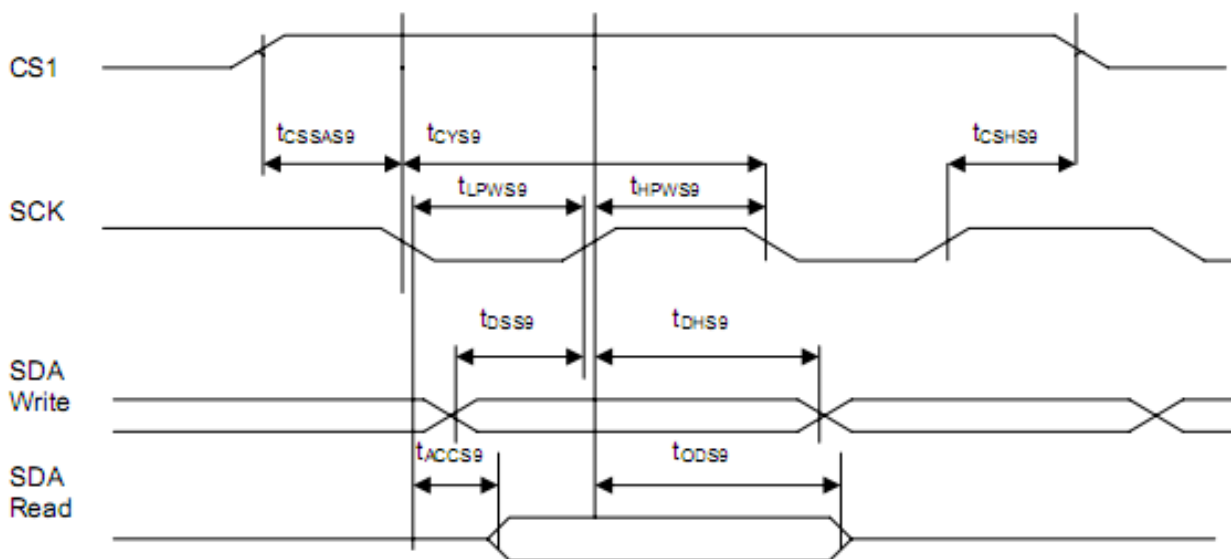 CS1
tCSSAS9 tCYS9 tCSHS9
tLPWS9 tHPWS9
SCK
tDSS9 tDHS9
SDA
Write
tACCS9 tODS9
SDA
Read